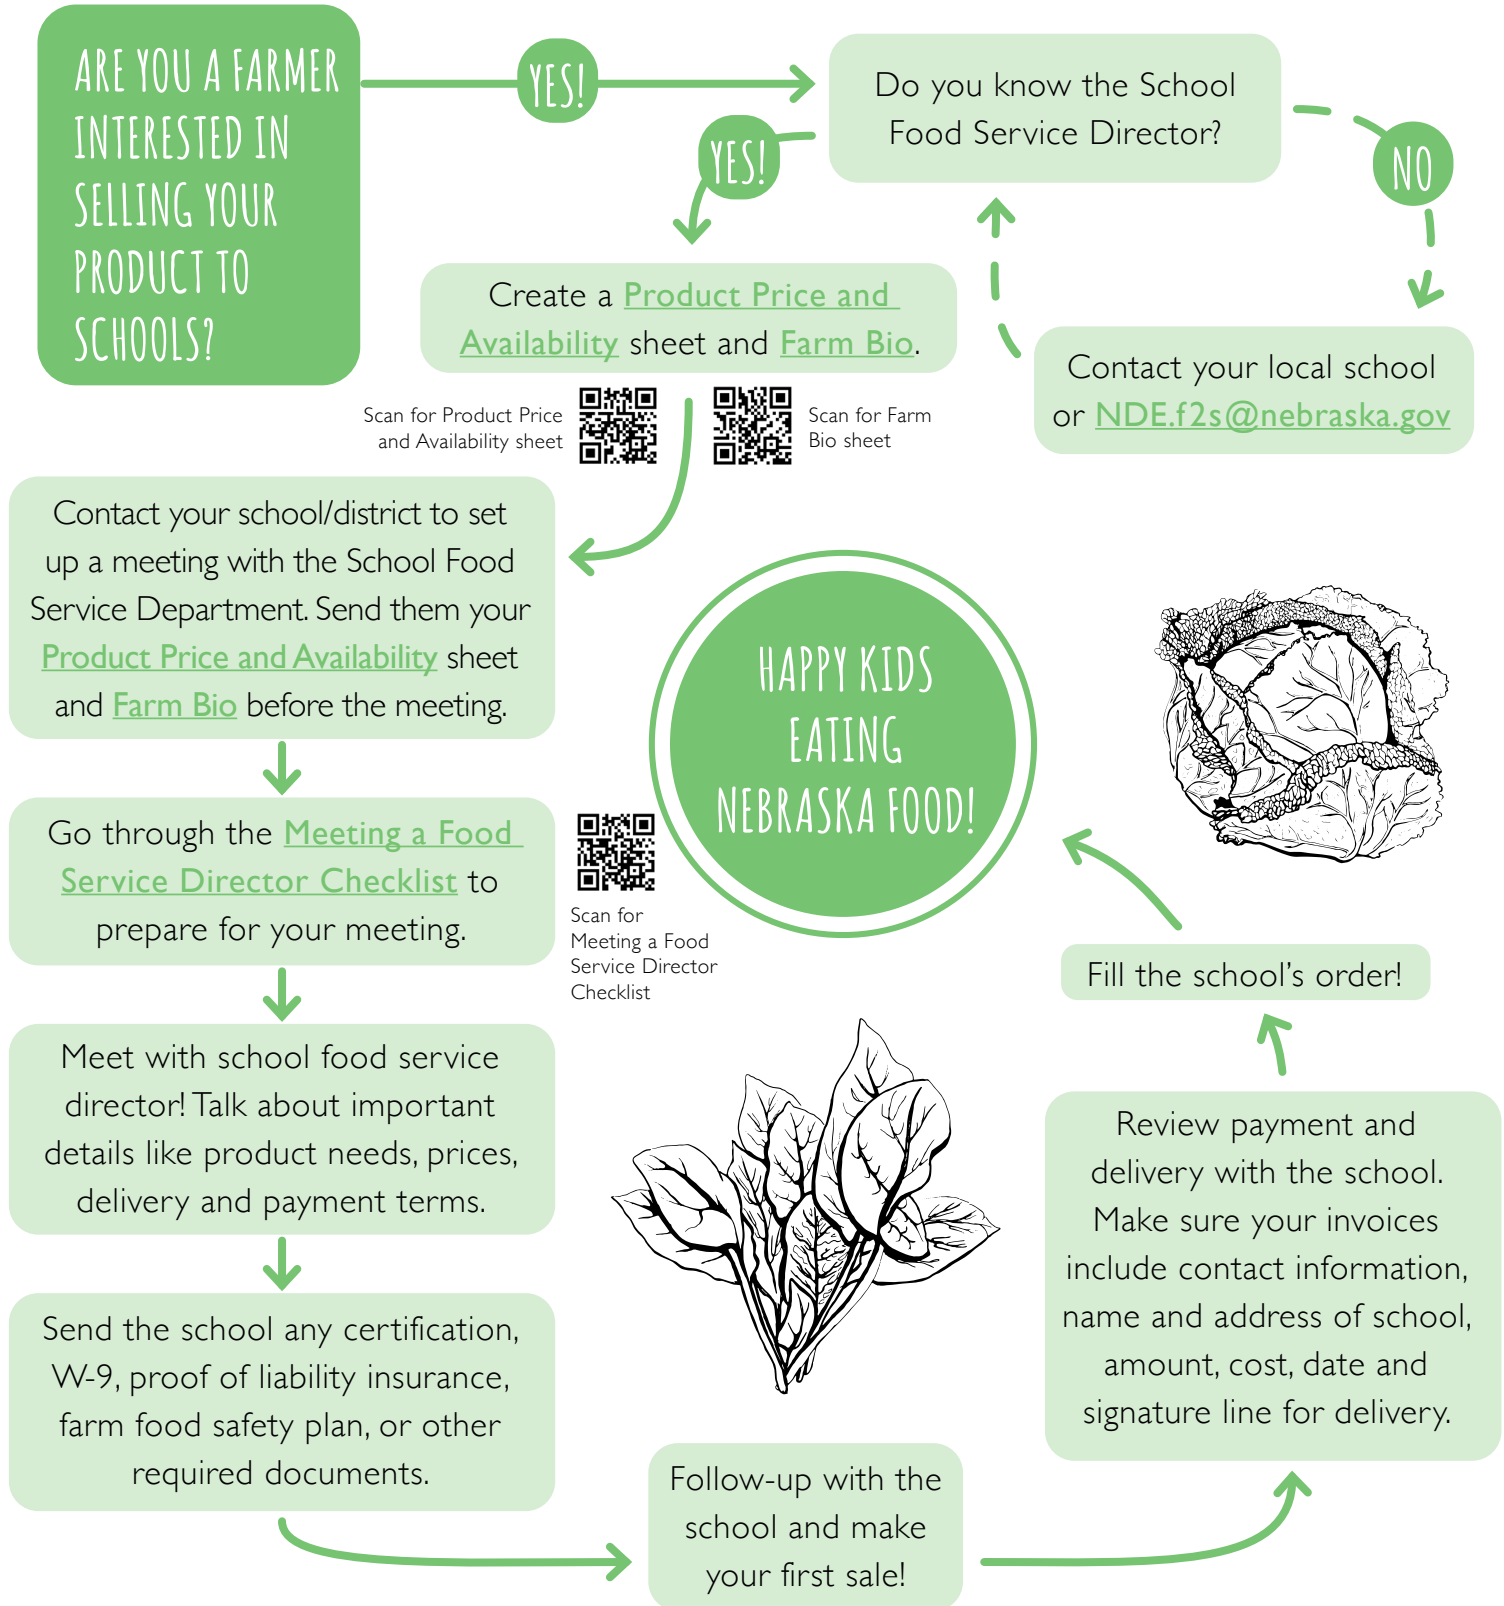 ARE YOU A FARMER
INTERESTED IN
SELLING YOUR
PRODUCT TO
SCHOOLS?
YES!
Do you know the School
Food Service Director?
YES!
NO
Create a Product Price and
Availability sheet and Farm Bio.
Contact your local school
or NDE.f2s@nebraska.gov
Scan for Product Price
and Availability sheet
Scan for Farm
Bio sheet
Contact your school/district to set
up a meeting with the School Food
Service Department. Send them your
Product Price and Availability sheet
and Farm Bio before the meeting.
Go through the Meeting a Food
Service Director Checklist to
prepare for your meeting.
Scan for
Meeting a Food
Service Director
Checklist
Meet with school food service
director! Talk about important
details like product needs, prices,
delivery and payment terms.
Send the school any certification,
W-9, proof of liability insurance,
farm food safety plan, or other
required documents.
Follow-up with the
school and make
your first sale!
Review payment and
delivery with the school.
Make sure your invoices
include contact information,
name and address of school,
amount, cost, date and
signature line for delivery.
Fill the school's order!
HAPPY KIDS
EATING
NEBRASKA FOOD!